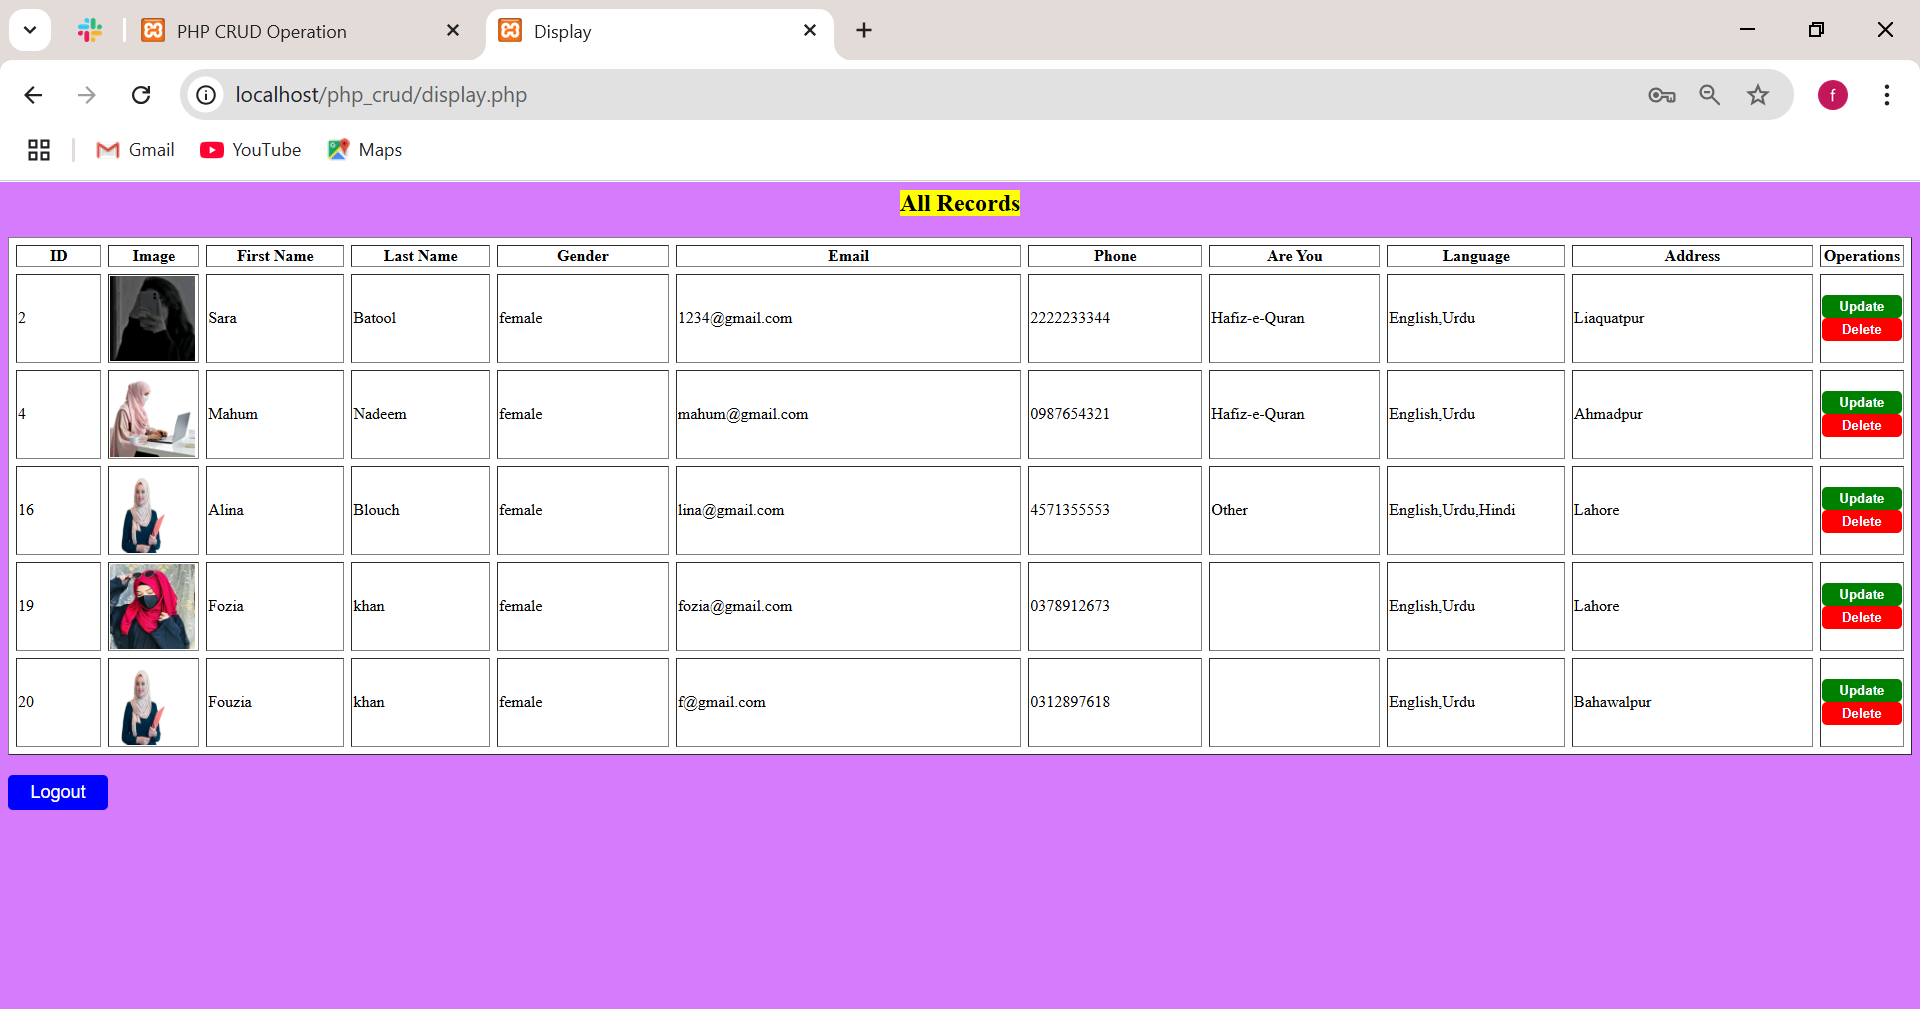 PHP CRUD Operation
Display
localhost/php_crud/display.php
f
Gmail
YouTube
Maps
All Records
ID Image First Name Last Name Gender Email Phone Are You Language Address Operations
2 Sara Batool female 1234@gmail.com 2222233344 Hafiz-e-Quran English,Urdu Liaquatpur Update
Delete
4 Mahum Nadeem female mahum@gmail.com 0987654321 Hafiz-e-Quran English,Urdu Ahmadpur Update
Delete
16 Alina Blouch female lina@gmail.com 4571355553 Other English,Urdu,Hindi Lahore Update
Delete
19 Fozia khan female fozia@gmail.com 0378912673 English,Urdu Lahore Update
Delete
20 Fouzia khan female f@gmail.com 0312897618 English,Urdu Bahawalpur Update
Delete
Logout